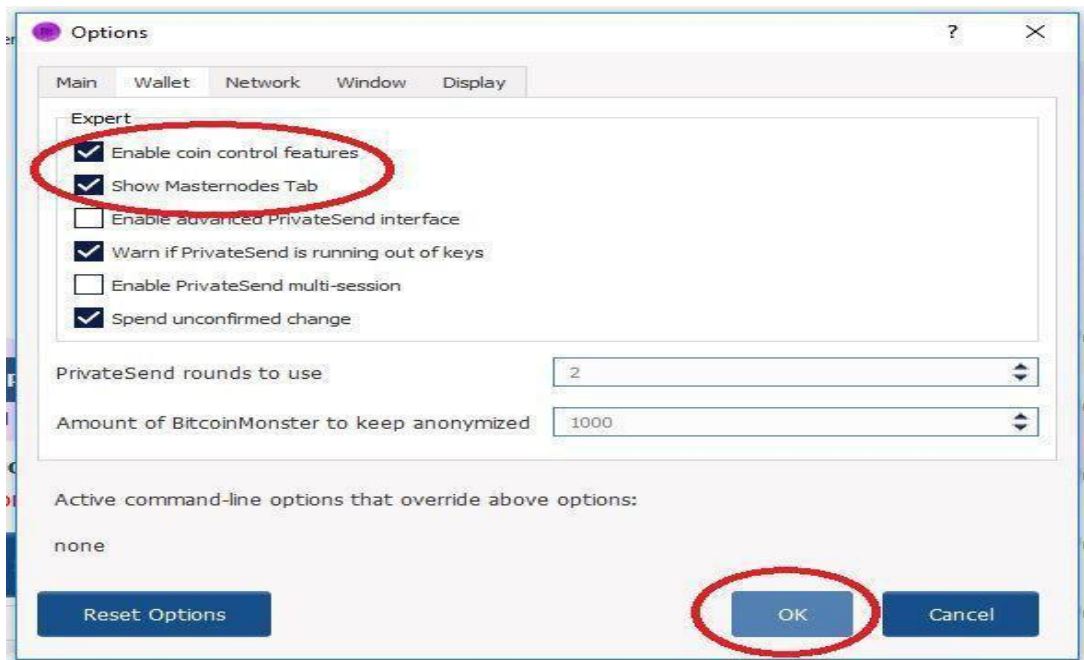 Options
?
Main Wallet Network Window Display
Expert
Enable coin control features
Show Masternodes Tab
Enable advanced PrivateSend interface
Warn if PrivateSend is running out of keys
Enable PrivateSend multi-session
Spend unconfirmed change
PrivateSend rounds to use 2
Amount of BitcoinMonster to keep anonymized 1000
Active command-line options that override above options:
none
Reset Options OK Cancel